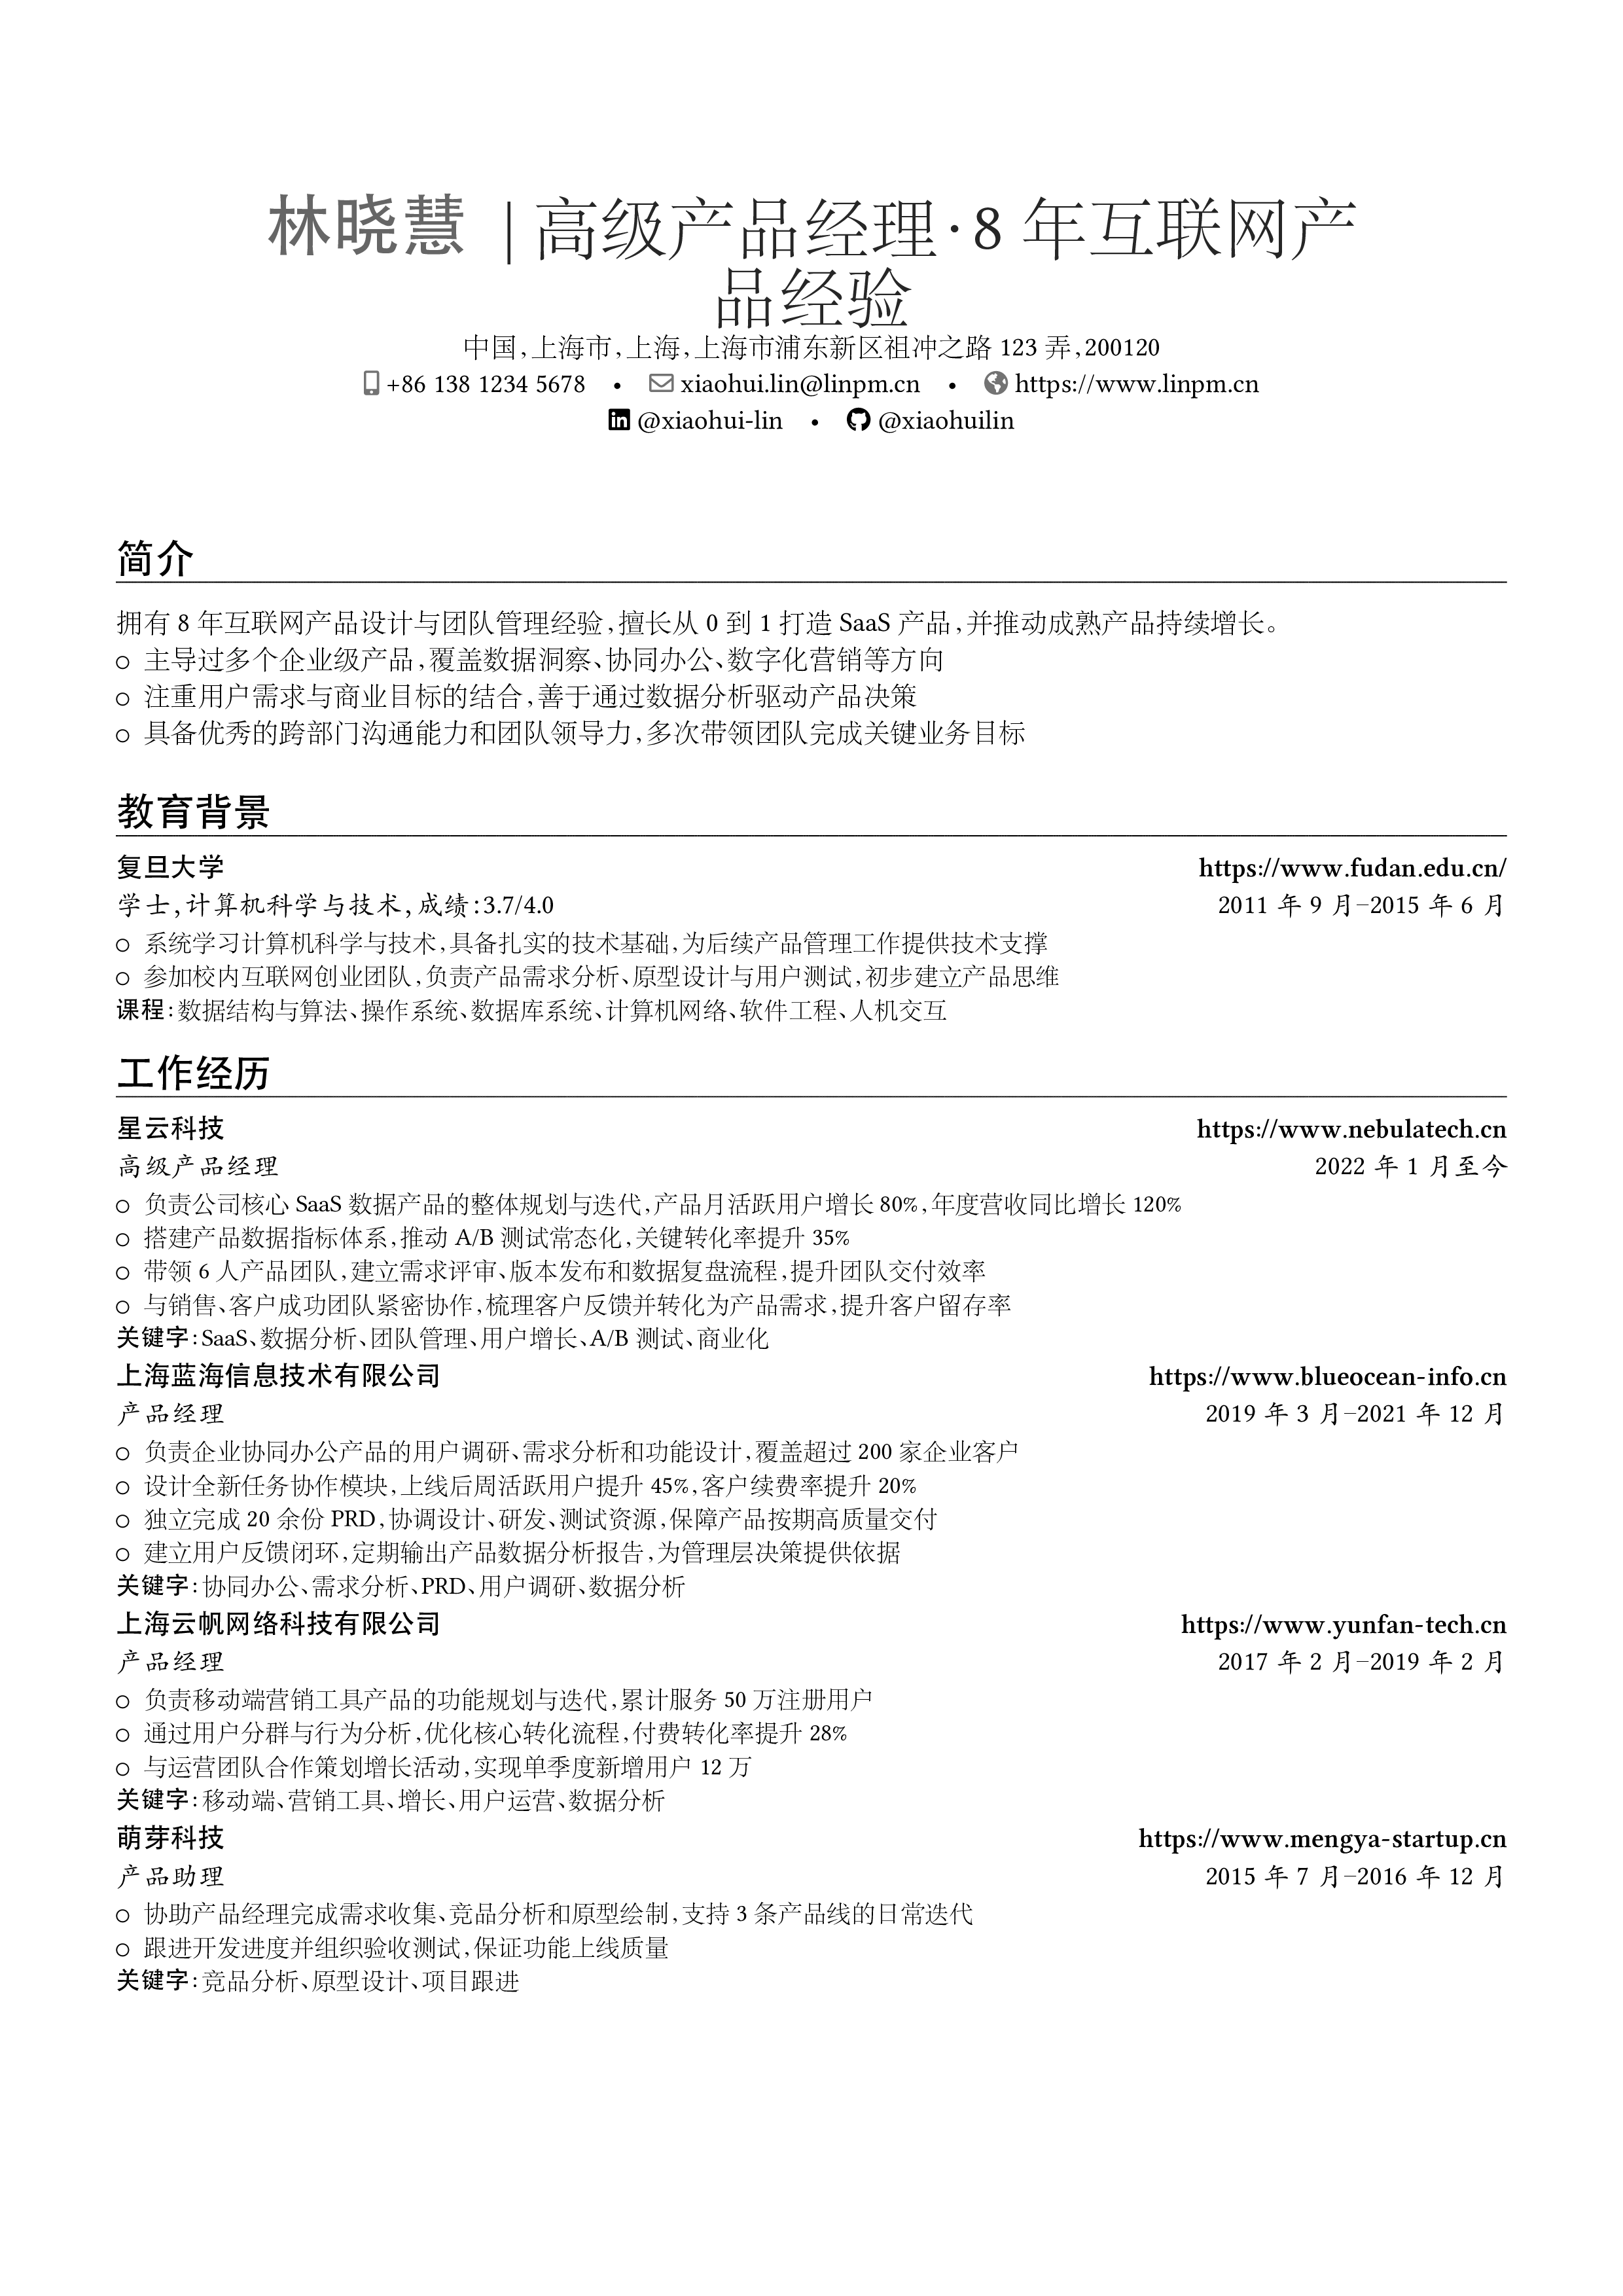 林晓慧 | 高级产品经理·8 年互联网产
品经验
中国,上海市,上海,上海市浦东新区祖冲之路 123 弄,200120
+86 138 1234 5678 • xiaohui.lin@linpm.cn • https://www.linpm.cn
@xiaohui-lin • @xiaohuilin
简介
拥有 8 年互联网产品设计与团队管理经验,擅长从 0 到 1 打造 SaaS 产品,并推动成熟产品持续增长。
○ 主导过多个企业级产品,覆盖数据洞察、协同办公、数字化营销等方向
○ 注重用户需求与商业目标的结合,善于通过数据分析驱动产品决策
○ 具备优秀的跨部门沟通能力和团队领导力,多次带领团队完成关键业务目标
教育背景
复旦大学 https://www.fudan.edu.cn/
学士,计算机科学与技术,成绩:3.7/4.0 2011 年 9 月–2015 年 6 月
○ 系统学习计算机科学与技术,具备扎实的技术基础,为后续产品管理工作提供技术支撑
○ 参加校内互联网创业团队,负责产品需求分析、原型设计与用户测试,初步建立产品思维
课程:数据结构与算法、操作系统、数据库系统、计算机网络、软件工程、人机交互
工作经历
星云科技 https://www.nebulatech.cn
高级产品经理 2022 年 1 月至今
○ 负责公司核心 SaaS 数据产品的整体规划与迭代,产品月活跃用户增长 80%,年度营收同比增长 120%
○ 搭建产品数据指标体系,推动 A/B 测试常态化,关键转化率提升 35%
○ 带领 6 人产品团队,建立需求评审、版本发布和数据复盘流程,提升团队交付效率
○ 与销售、客户成功团队紧密协作,梳理客户反馈并转化为产品需求,提升客户留存率
关键字:SaaS、数据分析、团队管理、用户增长、A/B 测试、商业化
上海蓝海信息技术有限公司 https://www.blueocean-info.cn
产品经理 2019 年 3 月–2021 年 12 月
○ 负责企业协同办公产品的用户调研、需求分析和功能设计,覆盖超过 200 家企业客户
○ 设计全新任务协作模块,上线后周活跃用户提升 45%,客户续费率提升 20%
○ 独立完成 20 余份 PRD,协调设计、研发、测试资源,保障产品按期高质量交付
○ 建立用户反馈闭环,定期输出产品数据分析报告,为管理层决策提供依据
关键字:协同办公、需求分析、PRD、用户调研、数据分析
上海云帆网络科技有限公司 https://www.yunfan-tech.cn
产品经理 2017 年 2 月–2019 年 2 月
○ 负责移动端营销工具产品的功能规划与迭代,累计服务 50 万注册用户
○ 通过用户分群与行为分析,优化核心转化流程,付费转化率提升 28%
○ 与运营团队合作策划增长活动,实现单季度新增用户 12 万
关键字:移动端、营销工具、增长、用户运营、数据分析
萌芽科技 https://www.mengya-startup.cn
产品助理 2015 年 7 月–2016 年 12 月
○ 协助产品经理完成需求收集、竞品分析和原型绘制,支持 3 条产品线的日常迭代
○ 跟进开发进度并组织验收测试,保证功能上线质量
关键字:竞品分析、原型设计、项目跟进